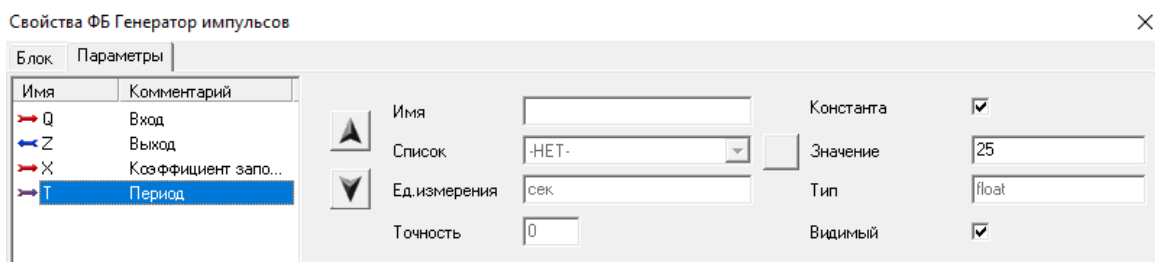 Свойства ФБ Генератор импульсов
Блок Параметры
Имя Комментарий
Q Вход
Z Выход
X Коэффициент запо...
T Период
Имя
Список -НЕТ-
Ед.измерения сек
Точность 0
Константа
Значение 25
Тип float
Видимый